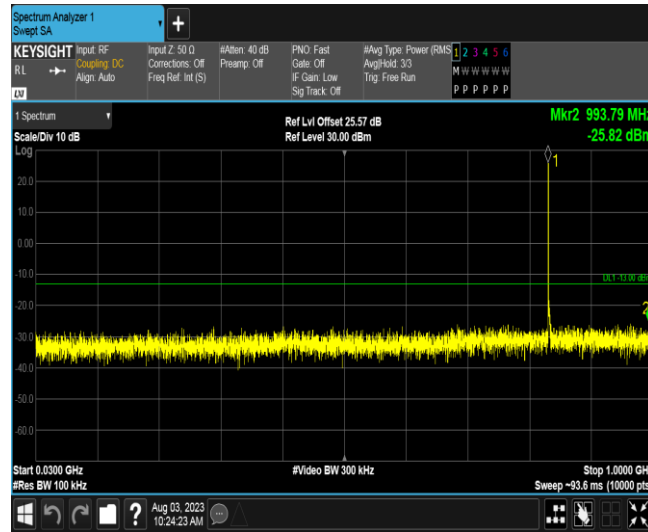 Spectrum Analyzer 1
Swept SA
KEYSIGHT
RL
LXI
Input: RF
Coupling: DC
Align: Auto
Input Z: 50 Ω
Corrections: Off
Freq Ref: Int (S)
#Atten: 40 dB
Preamp: Off
PNO: Fast
Gate: Off
IF Gain: Low
Sig Track: Off
#Avg Type: Power (RMS
Avg|Hold: 3/3
Trig: Free Run
1 2 3 4 5 6
M W W W W W
P P P P P P
1 Spectrum
Scale/Div 10 dB
Log
Ref Lvl Offset 25.57 dB
Ref Level 30.00 dBm
Mkr2 993.79 MHz
-25.82 dBm
1
20.0
10.0
0.00
-10.0
DL1 -13.00 dBm
-20.0
2
-30.0
-40.0
-50.0
-60.0
Start 0.0300 GHz
#Video BW 300 kHz
Stop 1.0000 GHz
#Res BW 100 kHz
Sweep ~93.6 ms (10000 pts
?
Aug 03, 2023
10:24:23 AM